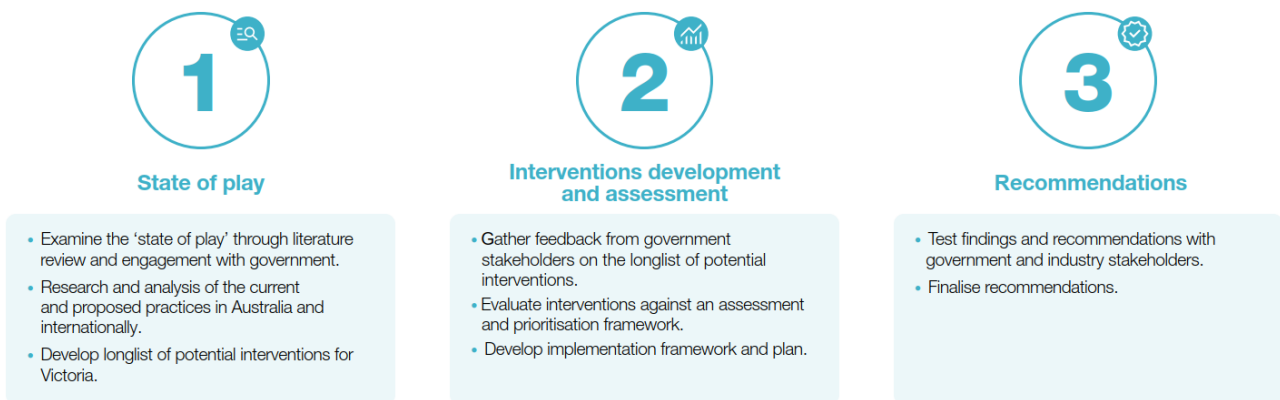 1
State of play
• Examine the ‘state of play’ through literature
review and engagement with government.
• Research and analysis of the current
and proposed practices in Australia and
internationally.
• Develop longlist of potential interventions for
Victoria.
2
Interventions development
and assessment
• Gather feedback from government
stakeholders on the longlist of potential
interventions.
• Evaluate interventions against an assessment
and prioritisation framework.
• Develop implementation framework and plan.
3
Recommendations
• Test findings and recommendations with
government and industry stakeholders.
• Finalise recommendations.